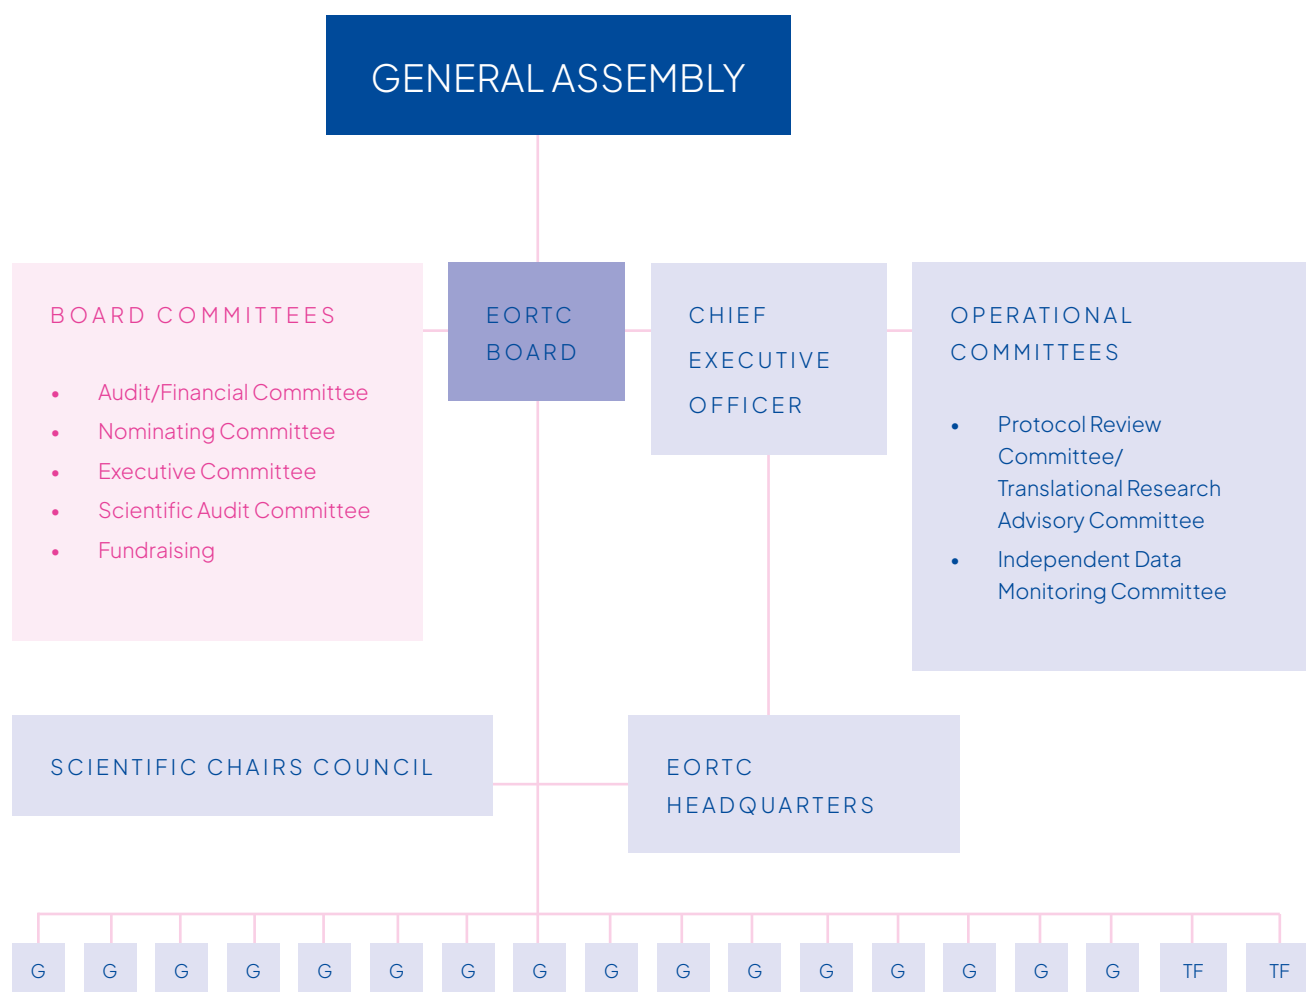 GENERAL ASSEMBLY
BOARD COMMITTEES
• Audit/Financial Committee
• Nominating Committee
• Executive Committee
• Scientific Audit Committee
• Fundraising
EORTC
BOARD
CHIEF
EXECUTIVE
OFFICER
OPERATIONAL
COMMITTEES
• Protocol Review
Committee/
Translational Research
Advisory Committee
• Independent Data
Monitoring Committee
SCIENTIFIC CHAIRS COUNCIL
EORTC
HEADQUARTERS
G G G G G G G G G G G G G G G G TF TF